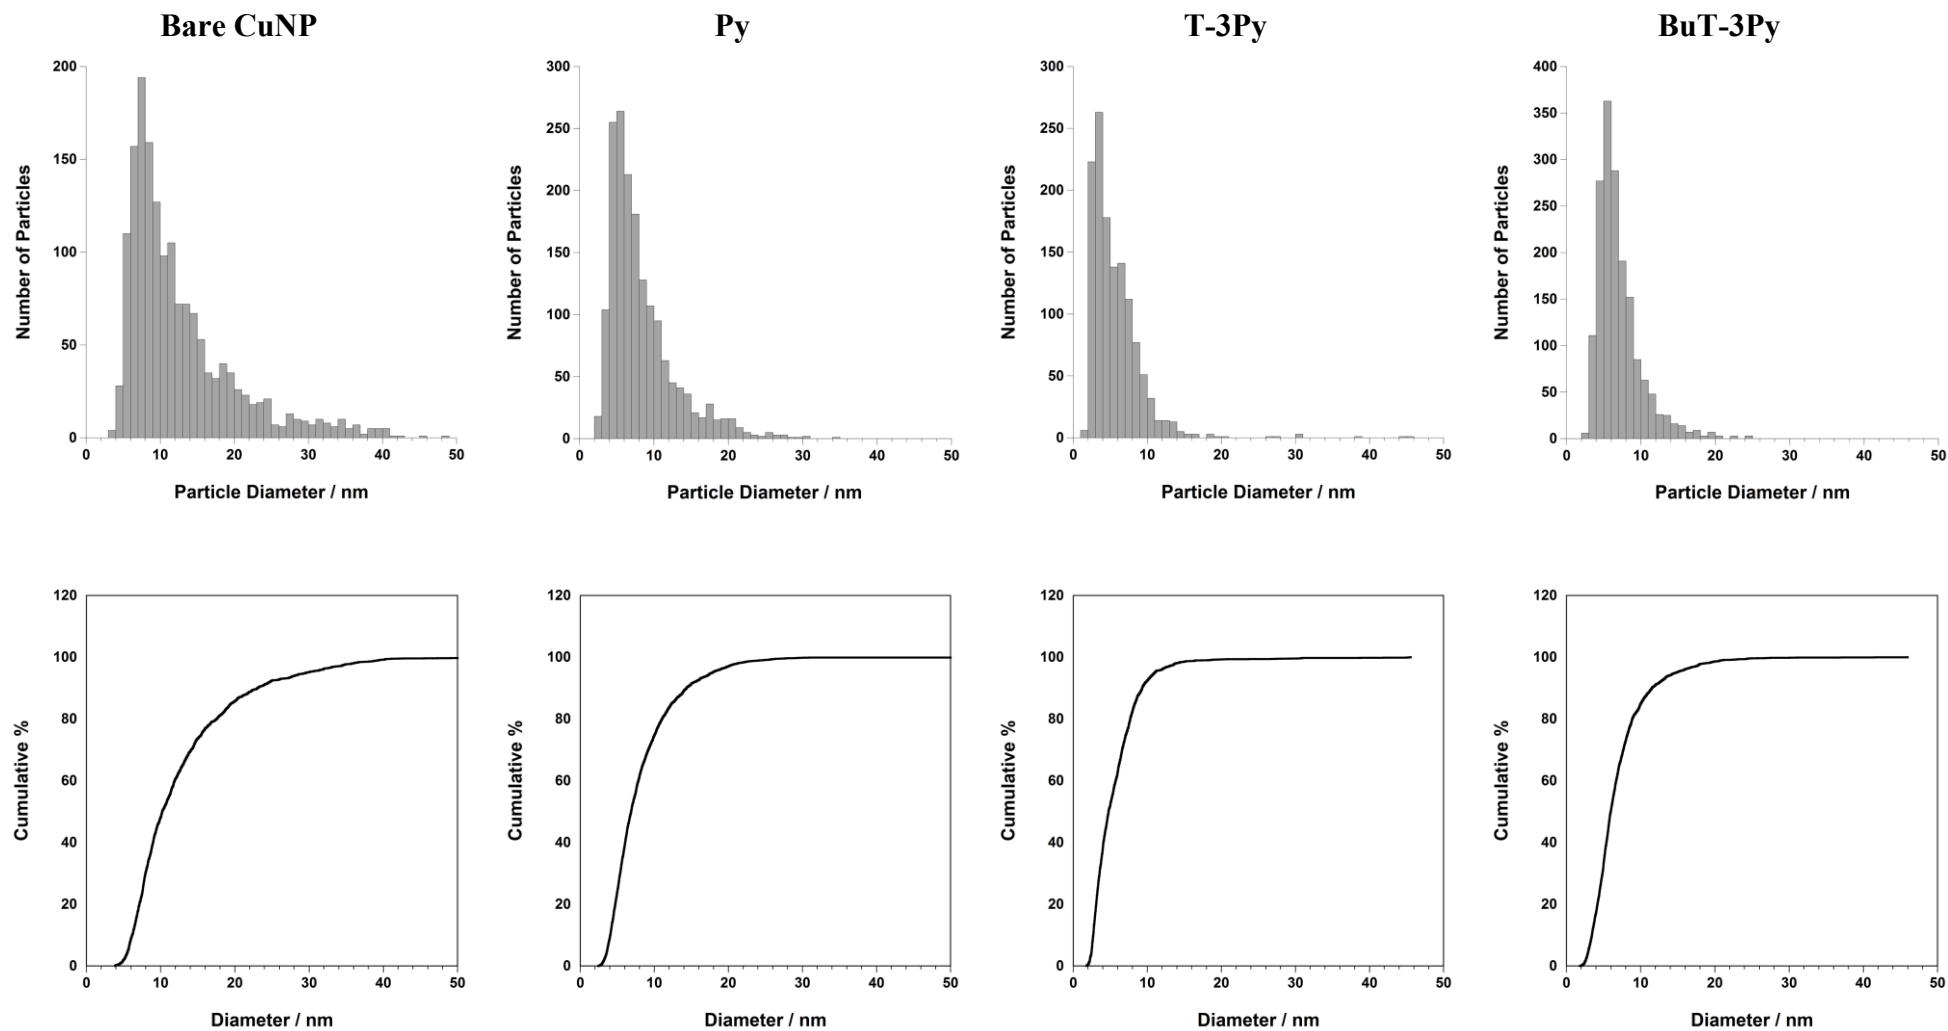 Bare CuNP
Py
T-3Py
BuT-3Py
200
150
100
50
0
0 10 20 30 40 50
Number of Particles
Particle Diameter / nm
300
250
200
150
100
50
0
0 10 20 30 40 50
Number of Particles
Particle Diameter / nm
300
250
200
150
100
50
0
0 10 20 30 40 50
Number of Particles
Particle Diameter / nm
400
350
300
250
200
150
100
50
0
0 10 20 30 40 50
Number of Particles
Particle Diameter / nm
120
100
80
60
40
20
0
0 10 20 30 40 50
Cumulative %
Diameter / nm
120
100
80
60
40
20
0
0 10 20 30 40 50
Cumulative %
Diameter / nm
120
100
80
60
40
20
0
0 10 20 30 40 50
Cumulative %
Diameter / nm
120
100
80
60
40
20
0
0 10 20 30 40 50
Cumulative %
Diameter / nm